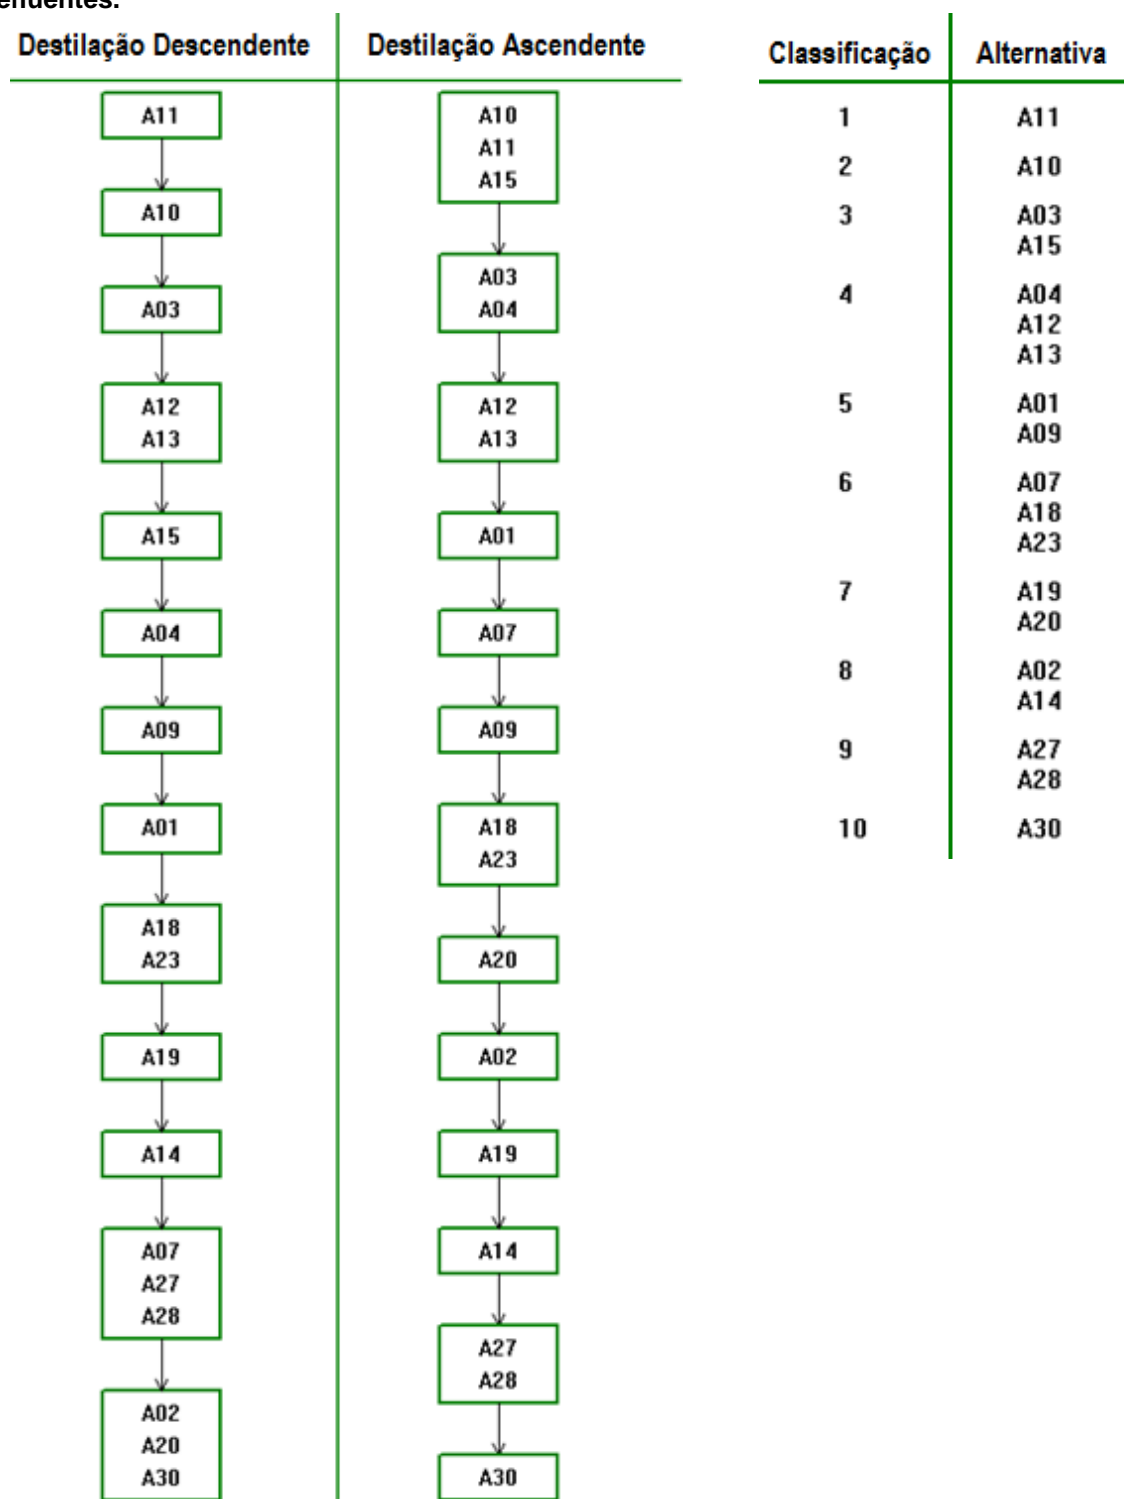 Destilação Descendente
A11
A10
A03
A12
A13
A15
A04
A09
A01
A18
A23
A19
A14
A07
A27
A28
A02
A20
A30
Destilação Ascendente
A10
A11
A15
A03
A04
A12
A13
A01
A07
A09
A18
A23
A20
A02
A19
A14
A27
A28
A30
Classificação Alternativa
1 A11
2 A10
3 A03
A15
4 A04
A12
A13
5 A01
A09
6 A07
A18
A23
7 A19
A20
8 A02
A14
9 A27
A28
10 A30